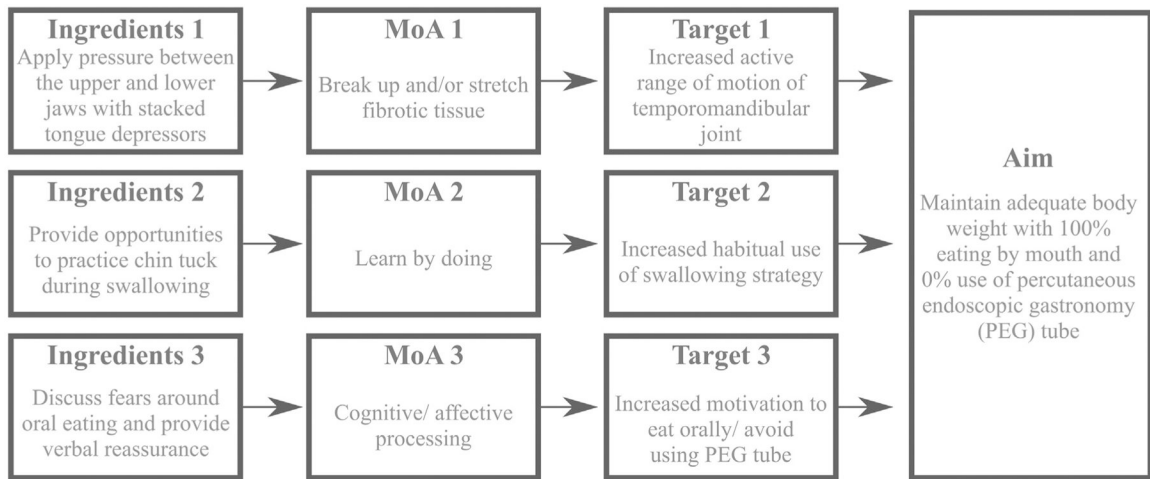 Ingredients 1
Apply pressure between
the upper and lower
jaws with stacked
tongue depressors
MoA 1
Break up and/or stretch
fibrotic tissue
Target 1
Increased active
range of motion of
temporomandibular
joint
Ingredients 2
Provide opportunities
to practice chin tuck
during swallowing
MoA 2
Learn by doing
Target 2
Increased habitual use
of swallowing strategy
Ingredients 3
Discuss fears around
oral eating and provide
verbal reassurance
MoA 3
Cognitive/ affective
processing
Target 3
Increased motivation to
eat orally/ avoid
using PEG tube
Aim
Maintain adequate body
weight with 100%
eating by mouth and
0% use of percutaneous
endoscopic gastronomy
(PEG) tube